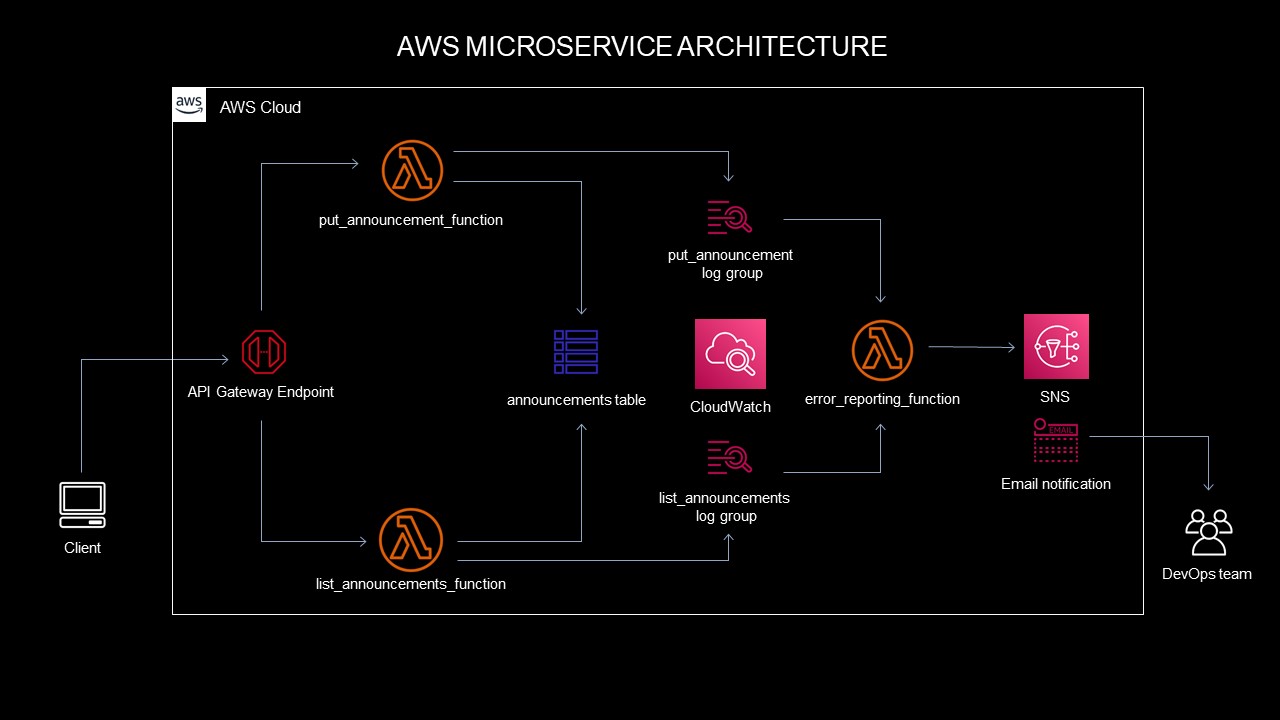 AWS MICROSERVICE ARCHITECTURE
aws
AWS Cloud
put_announcement_function
put_announcement
log group
API Gateway Endpoint
announcements table
CloudWatch
error_reporting_function
SNS
EMAIL
Email notification
list_announcements
log group
Client
list_announcements_function
DevOps team